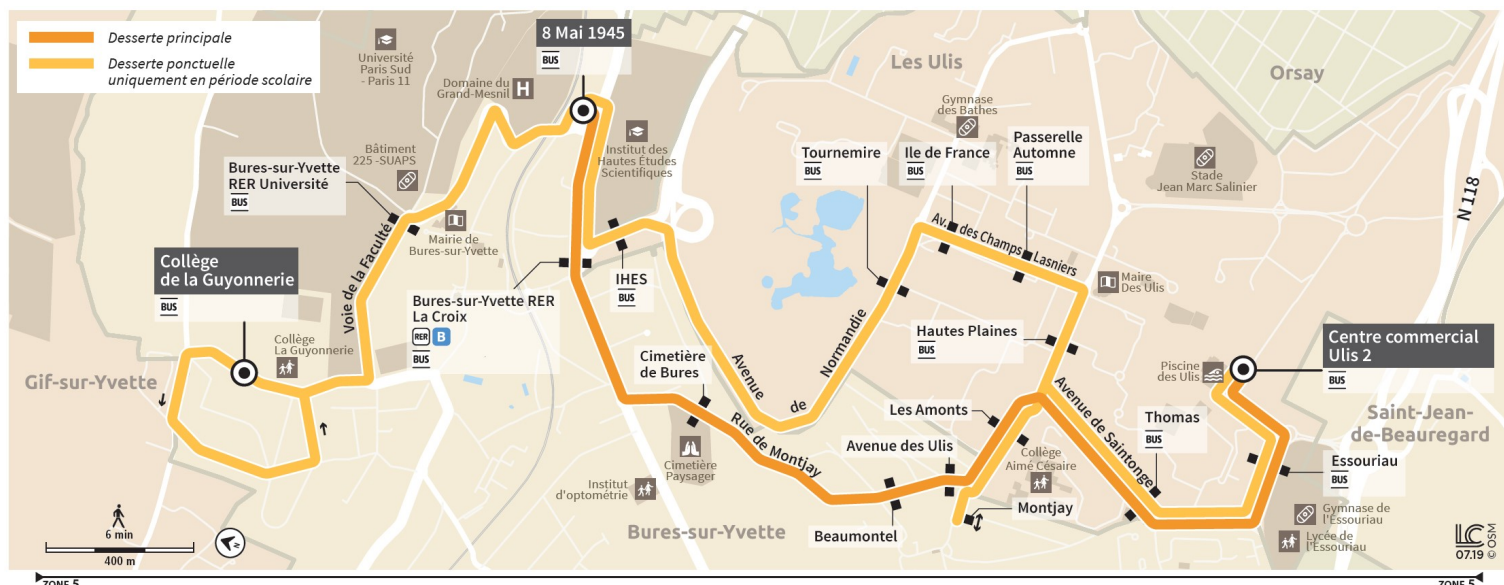 Desserte principale
Desserte ponctuelle
uniquement en période scolaire
Université
Paris Sud
- Paris 11
Domaine du
Grand-Mesnil
H
8 Mai 1945
BUS
Les Ulis
Orsay
Gymnase
des Bathes
Bâtiment
225 -SUAPS
Institut des
Hautes Études
Scientifiques
Tournemire
BUS
Ile de France
BUS
Passerelle
Automne
BUS
Stade
Jean Marc Salinier
N 118
Bures-sur-Yvette
RER Université
BUS
Mairie de
Bures-sur-Yvette
Av. des Champs Lasniers
Collège
de la Guyonnerie
BUS
Voie de la Faculté
IHES
BUS
Maire
Des Ulis
Bures-sur-Yvette RER
La Croix
RER B
BUS
Collège
La Guyonnerie
Hautes Plaines
BUS
Centre commercial
Ulis 2
BUS
Gif-sur-Yvette
Cimetière
de Bures
Avenue de Normandie
Piscine
des Ulis
Les Amonts
Avenue de Saintonge
Thomas
BUS
Saint-Jean-
de-Beauregard
Rue de Montjay
Avenue des Ulis
Collège
Aimé Césaire
Essouriau
BUS
Cimetière
Paysager
Institut
d'optométrie
Montjay
Gymnase de
l'Essouriau
Bures-sur-Yvette
Beaumontel
Lycée de
l'Essouriau
6 min
400 m
N
LC
07.19 © OSM
ZONE 5
ZONE 5